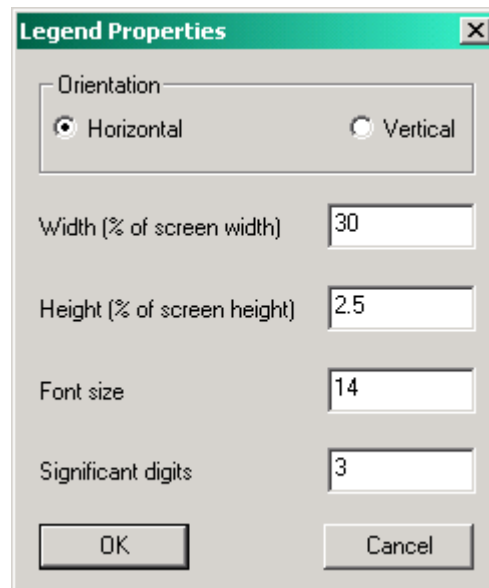 Legend Properties
Orientation
Horizontal Vertical
Width (% of screen width) 30
Height (% of screen height) 2.5
Font size 14
Significant digits 3
OK Cancel